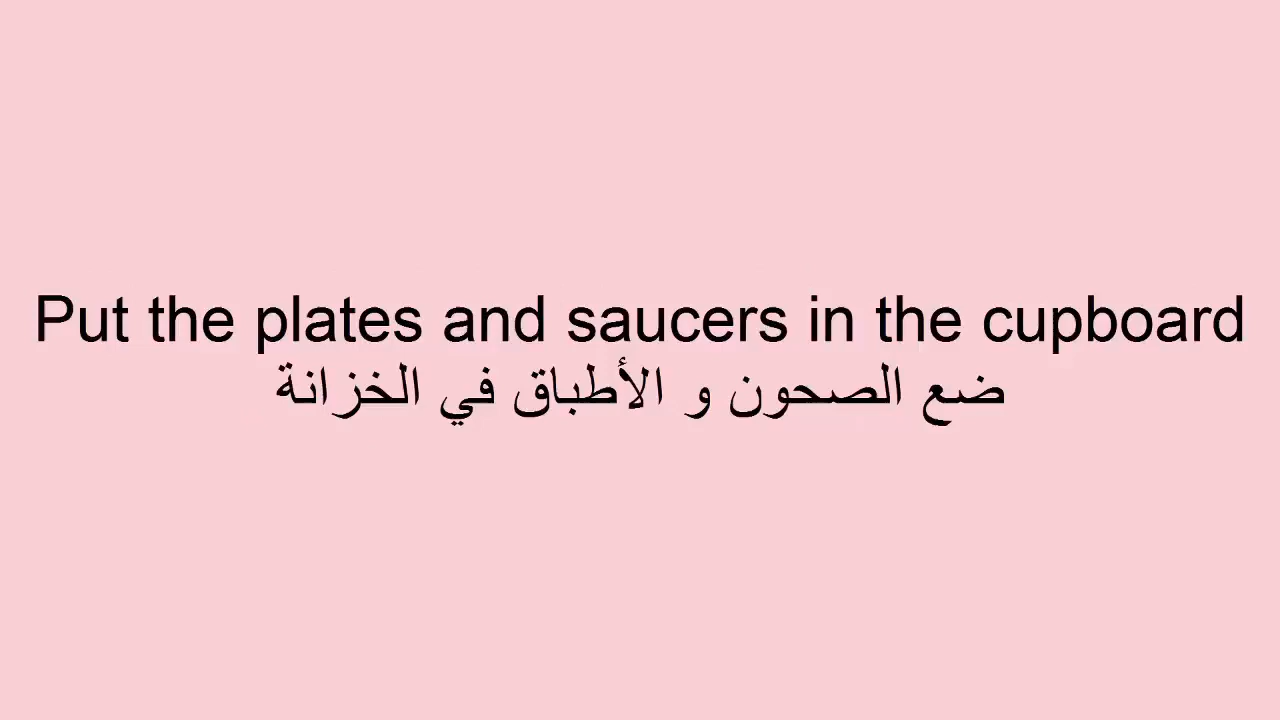 Put the plates and saucers in the cupboard
ضع الصحون و الأطباق في الخزانة